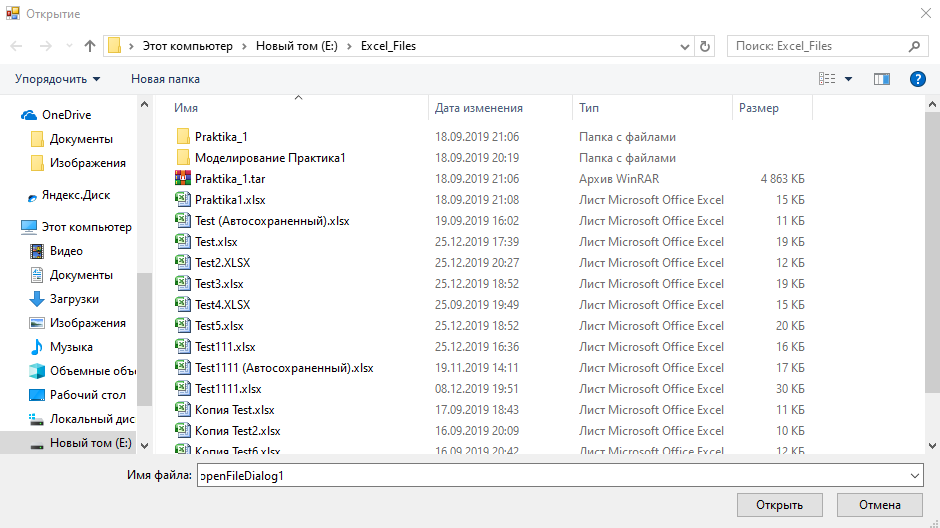 Открытие
Этот компьютер > Новый том (E:) > Excel_Files
Поиск: Excel_Files
Упорядочить
Новая папка
?
Имя
Дата изменения
Тип
Размер
OneDrive
Документы
Изображения
Яндекс.Диск
Этот компьютер
Видео
Документы
Загрузки
Изображения
Музыка
Объемные объе
Рабочий стол
Локальный дис
Новый том (E:)
Praktika_1 18.09.2019 21:06 Папка с файлами
Моделирование Практика1 18.09.2019 20:19 Папка с файлами
Praktika_1.tar 18.09.2019 21:06 Архив WinRAR 4 863 КБ
Praktika1.xlsx 18.09.2019 21:08 Лист Microsoft Office Excel 15 КБ
Test (Автосохраненный).xlsx 19.09.2019 16:02 Лист Microsoft Office Excel 11 КБ
Test.xlsx 25.12.2019 17:39 Лист Microsoft Office Excel 19 КБ
Test2.XLSX 25.12.2019 20:27 Лист Microsoft Office Excel 12 КБ
Test3.xlsx 25.12.2019 18:52 Лист Microsoft Office Excel 19 КБ
Test4.XLSX 25.09.2019 19:49 Лист Microsoft Office Excel 15 КБ
Test5.xlsx 25.12.2019 18:52 Лист Microsoft Office Excel 20 КБ
Test111.xlsx 25.12.2019 16:36 Лист Microsoft Office Excel 16 КБ
Test1111 (Автосохраненный).xlsx 19.11.2019 14:11 Лист Microsoft Office Excel 17 КБ
Test1111.xlsx 08.12.2019 19:51 Лист Microsoft Office Excel 30 КБ
Копия Test.xlsx 17.09.2019 18:43 Лист Microsoft Office Excel 11 КБ
Копия Test2.xlsx 16.09.2019 20:09 Лист Microsoft Office Excel 10 КБ
Копия Test6.xlsx 16.09.2019 20:42 Лист Microsoft Office Excel 12 КБ
Имя файла: openFileDialog1
Открыть
Отмена